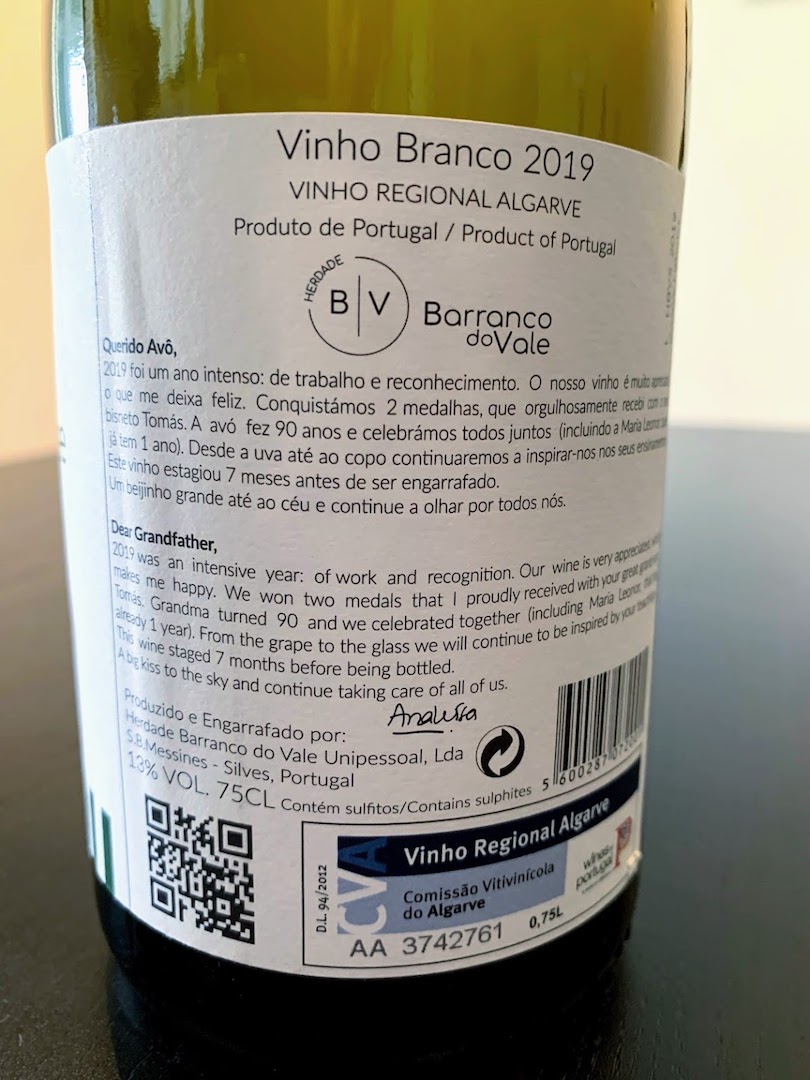 Vinho Branco 2019
VINHO REGIONAL ALGARVE
Produto de Portugal / Product of Portugal
HERDADE
B|V
Barranco
do Vale
Querido Avô,
2019 foi um ano intenso: de trabalho e reconhecimento. O nosso vinho é muito
o que me deixa feliz. Conquistámos 2 medalhas, que orgulhosamente recebi com o
bisneto Tomás. A avó fez 90 anos e celebrámos todos juntos (incluindo a Maria Leonor
já tem 1 ano). Desde a uva até ao copo continuaremos a inspirar-nos nos seus
Este vinho estagiou 7 meses antes de ser engarrafado.
Um beijinho grande até ao céu e continue a olhar por todos nós.
Dear Grandfather,
2019 was an intensive year: of work and recognition. Our wine is very appreciated,
makes me happy. We won two medals that I proudly received with your great
Tomás. Grandma turned 90 and we celebrated together (including Maria Leonor,
already 1 year). From the grape to the glass we will continue to be inspired by your
This wine staged 7 months before being bottled.
A big kiss to the sky and continue taking care of all of us.
Produzido e Engarrafado por:
Herdade Barranco do Vale Unipessoal, Lda
S.B.Messines - Silves, Portugal
13% VOL. 75CL Contém sulfitos/Contains sulphites
D.L. 94/2012
CVA
Vinho Regional Algarve
Comissão Vitivinícola
do Algarve
wines of
portugal
AA 3742761
0,75L